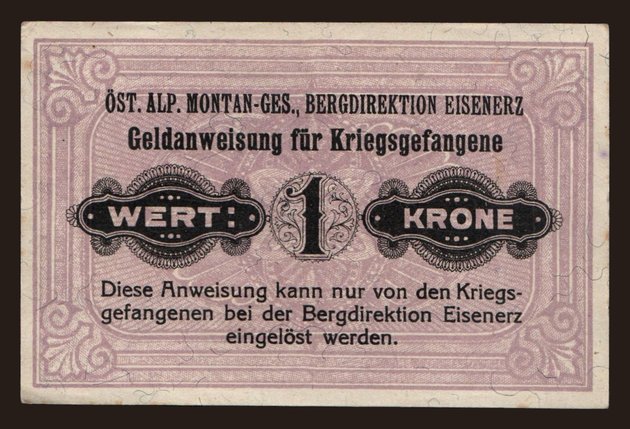 ÖST. ALP. MONTAN-GES., BERGDIREKTION EISENERZ
Geldanweisung für Kriegsgefangene
WERT: 1 KRONE
Diese Anweisung kann nur von den Kriegs-
gefangenen bei der Bergdirektion Eisenerz
eingelöst werden.